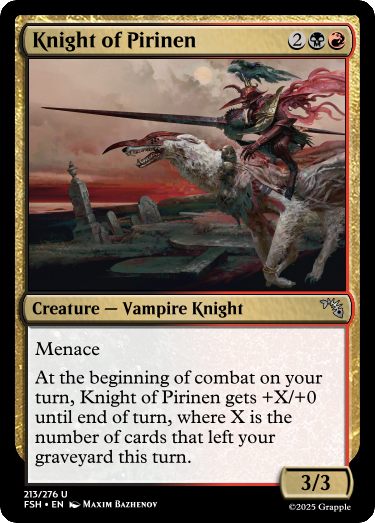 Knight of Pirinen 2
Creature — Vampire Knight
Menace
At the beginning of combat on your
turn, Knight of Pirinen gets +X/+0
until end of turn, where X is the
number of cards that left your
graveyard this turn.
3/3
213/276 U
FSH • EN Maxim Bazhenov
©2025 Grapple